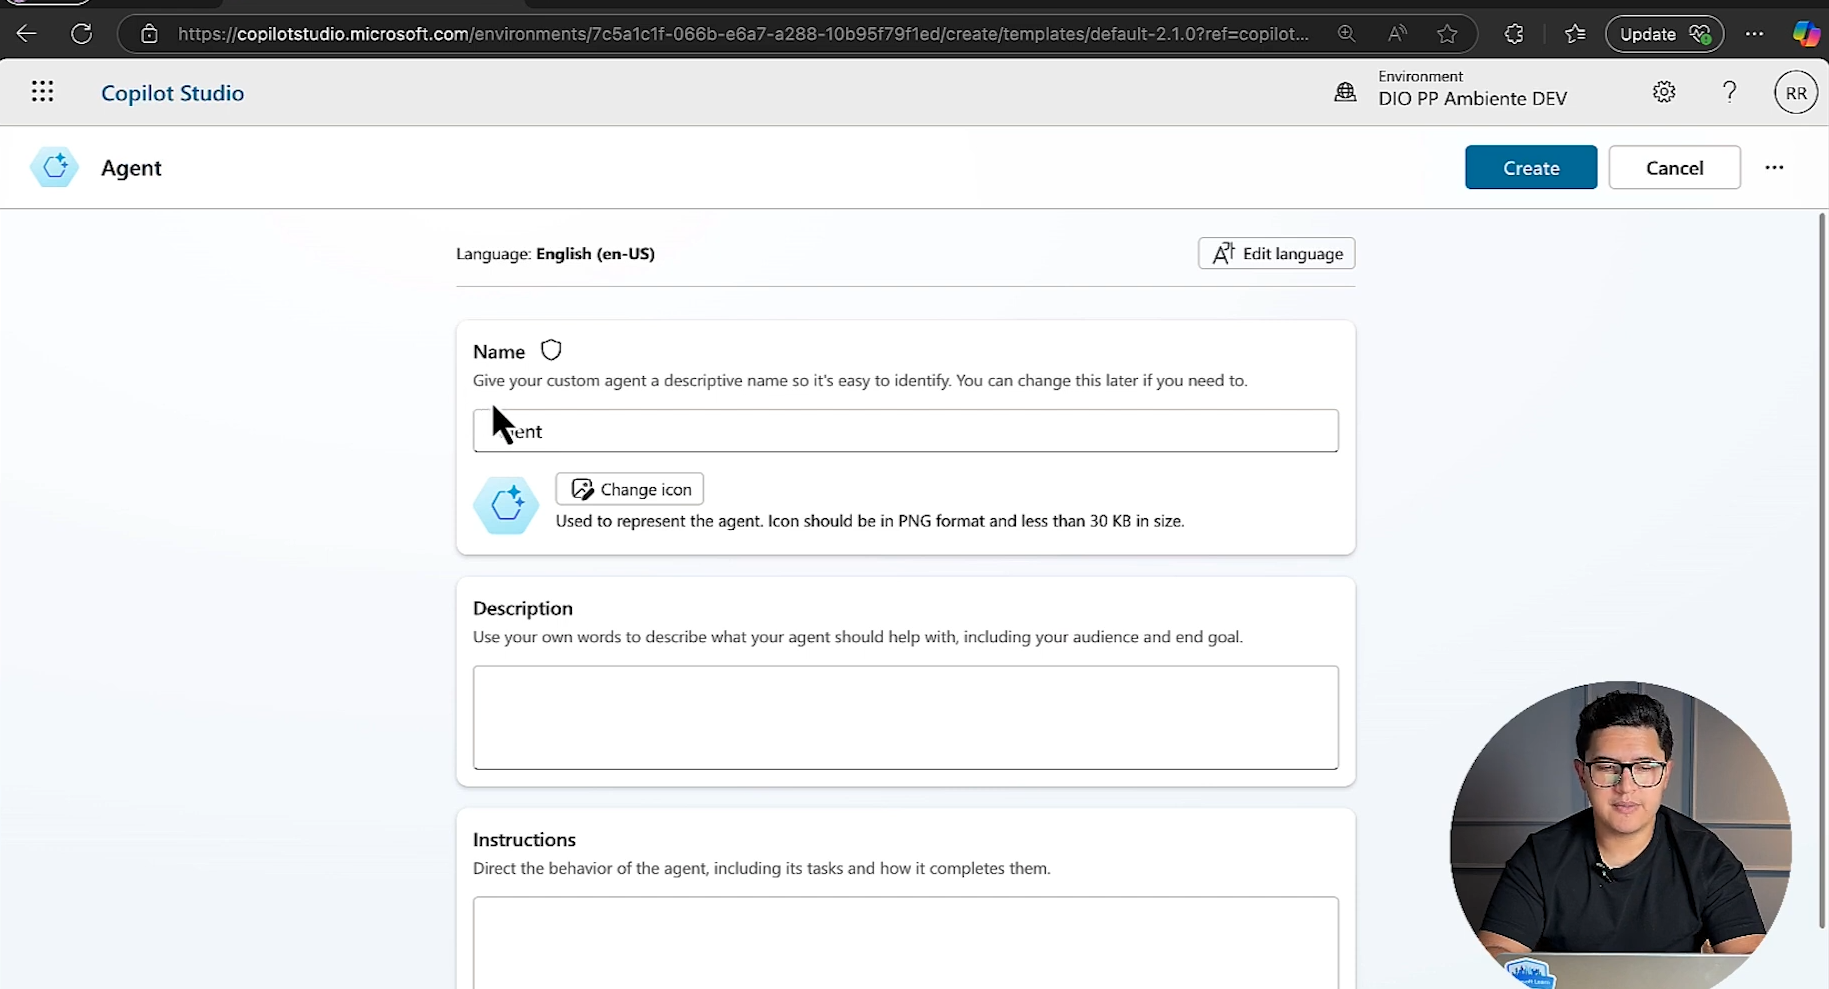 https://copilotstudio.microsoft.com/environments/7c5a1c1f-066b-e6a7-a288-10b95f79f1ed/create/templates/default-2.1.0?ref=copilot...
Update
Copilot Studio
Environment
DIO PP Ambiente DEV
RR
Agent
Create
Cancel
Language: English (en-US)
Edit language
Name
Give your custom agent a descriptive name so it's easy to identify. You can change this later if you need to.
Change icon
Used to represent the agent. Icon should be in PNG format and less than 30 KB in size.
Description
Use your own words to describe what your agent should help with, including your audience and end goal.
Instructions
Direct the behavior of the agent, including its tasks and how it completes them.